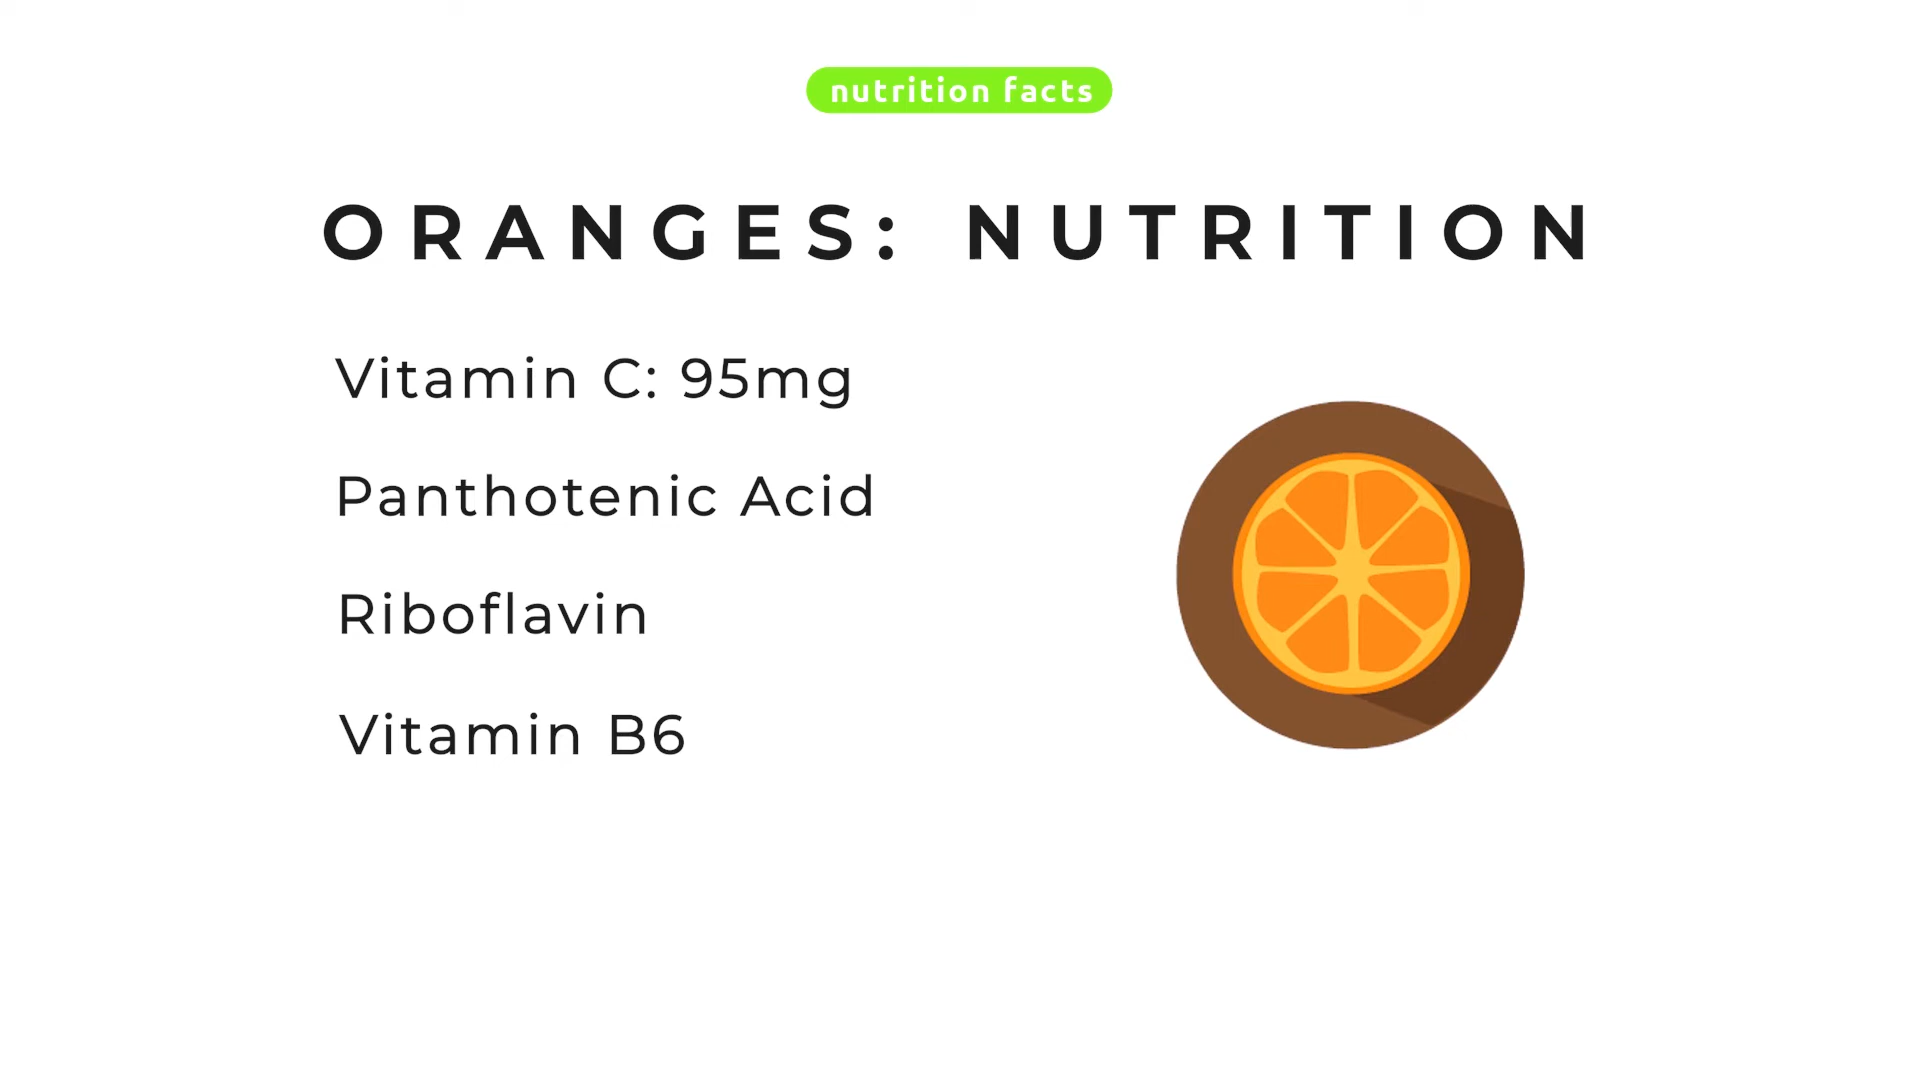 nutrition facts
ORANGES: NUTRITION
Vitamin C: 95mg
Panthotenic Acid
Riboflavin
Vitamin B6